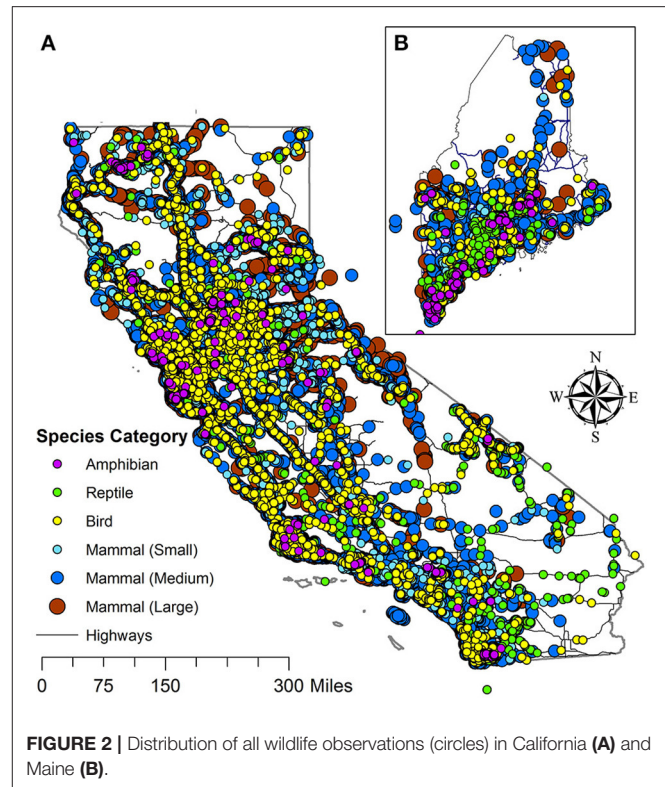 A
B
N
W E
S
Species Category
Amphibian
Reptile
Bird
Mammal (Small)
Mammal (Medium)
Mammal (Large)
Highways
0 75 150 300 Miles
FIGURE 2 | Distribution of all wildlife observations (circles) in California (A) and
Maine (B).